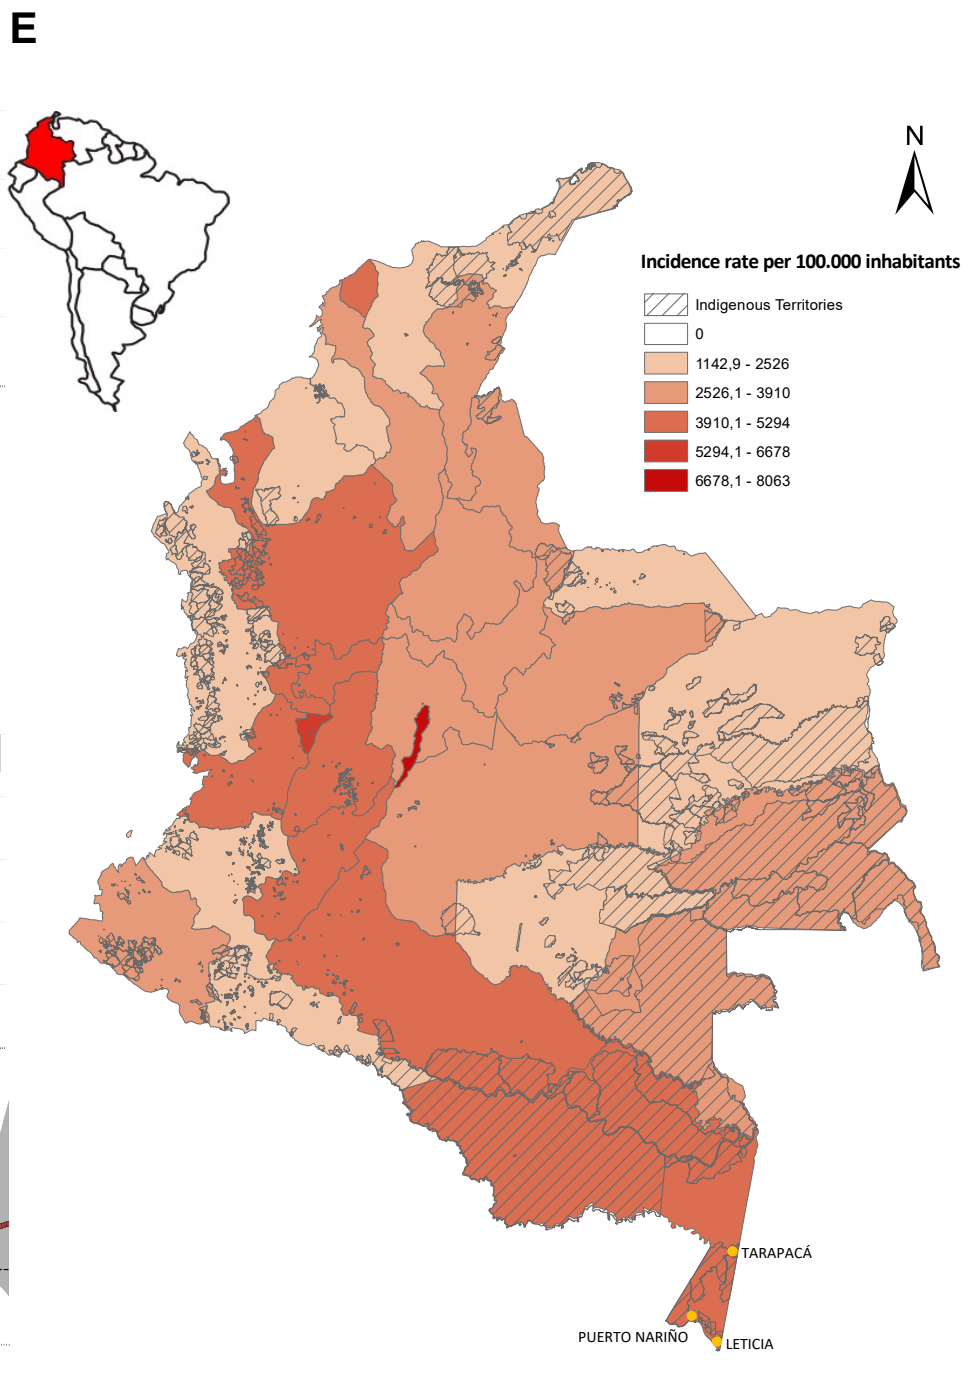 E
N
Incidence rate per 100.000 inhabitants
Indigenous Territories
0
1142,9 - 2526
2526,1 - 3910
3910,1 - 5294
5294,1 - 6678
6678,1 - 8063
TARAPACÁ
PUERTO NARIÑO
LETICIA